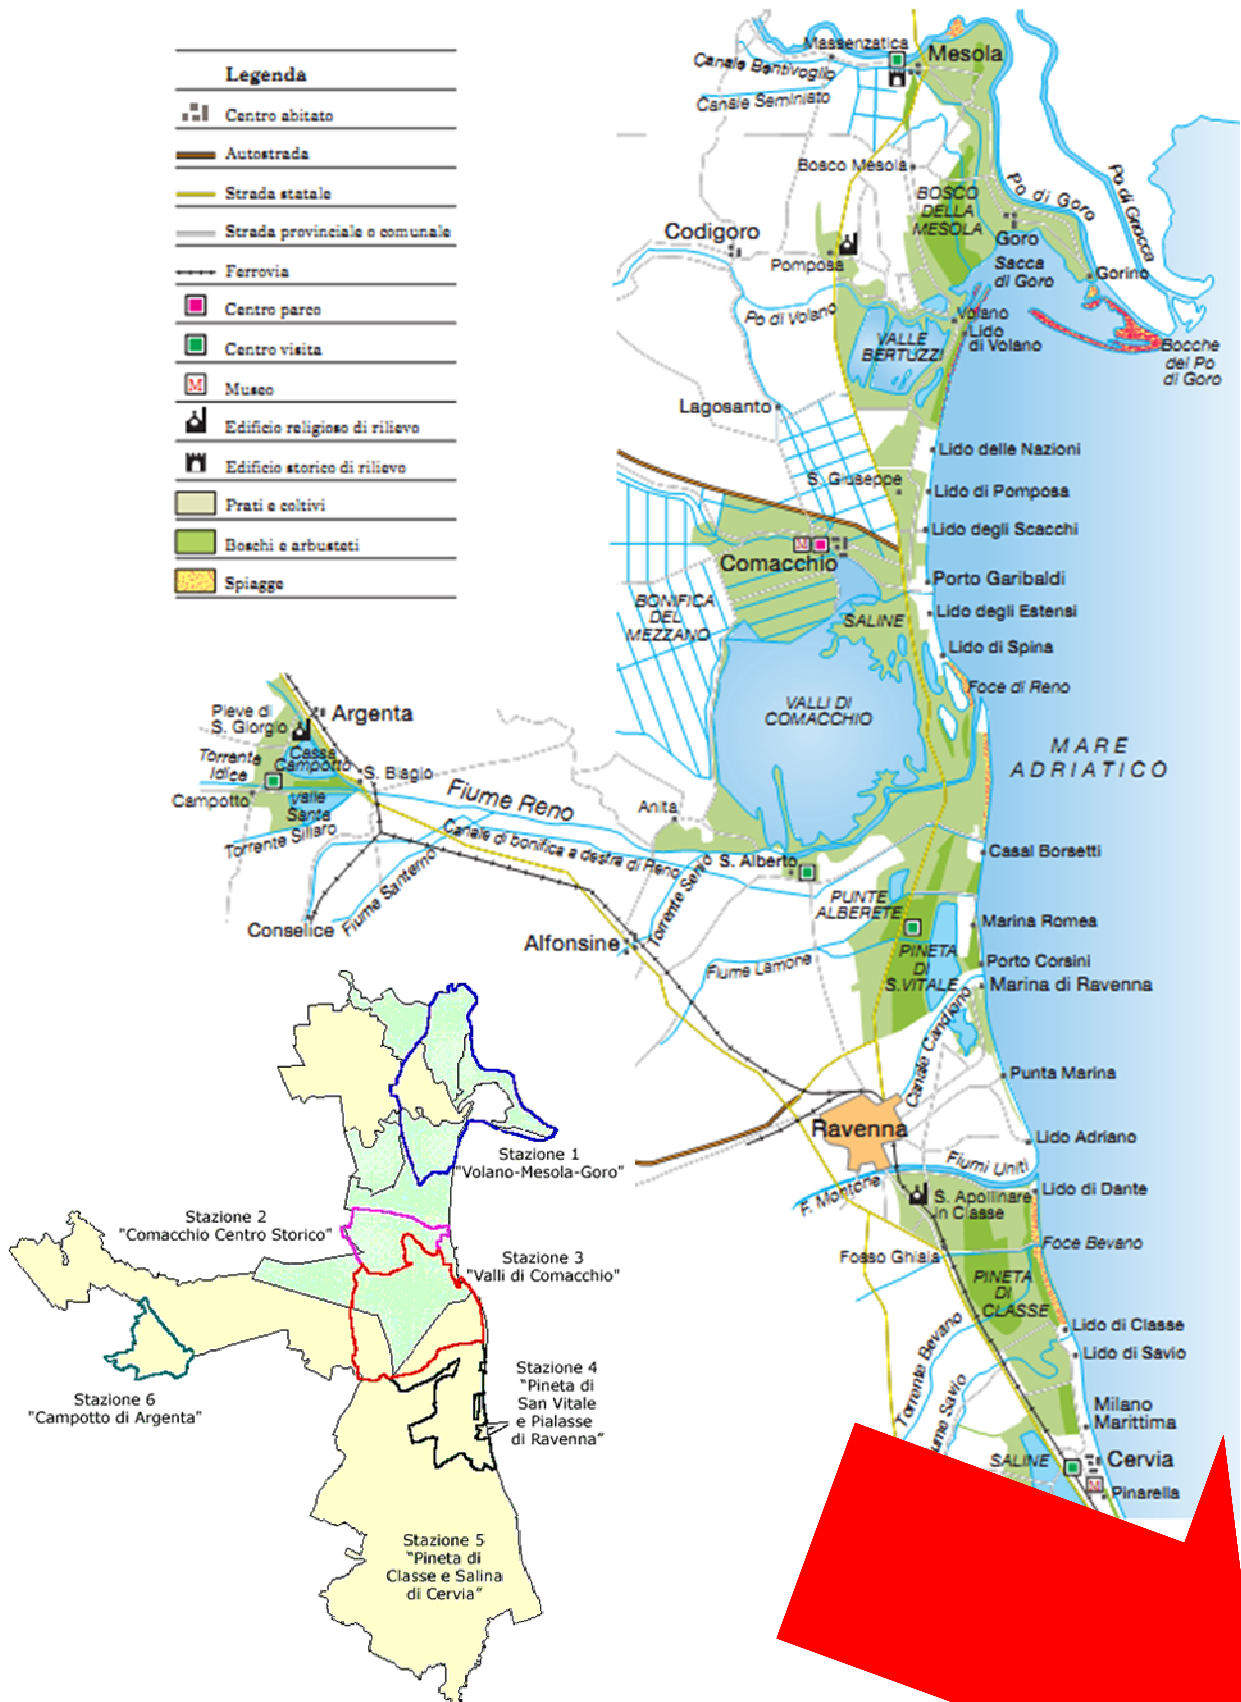 Legenda
Centro abitato
Autostrada
Strada statale
Strada provinciale o comunale
Ferrovia
Centro parco
Centro visita
M
Museo
Edificio religioso di rilievo
Edificio storico di rilievo
Prati e coltivi
Boschi e arbusteti
Spiagge
Massenzatica
Mesola
Canale Bentivoglio
Canale Seminiato
Bosco Mesola
BOSCO
DELLA
MESOLA
Po di Goro
Po di Gnocca
Codigoro
Goro
Pomposa
Sacca
di Goro
Gorino
Po di Volano
Volano
Lido
di Volano
VALLE
BERTUZZI
Bocche
del Po
di Goro
Lagosanto
Lido delle Nazioni
S. Giuseppe
Lido di Pomposa
Lido degli Scacchi
M
Comacchio
Porto Garibaldi
BONIFICA
DEL
MEZZANO
SALINE
Lido degli Estensi
Lido di Spina
Foce di Reno
VALLI DI
COMACCHIO
MARE
ADRIATICO
Pieve di
S. Giorgio
Argenta
Torrente
Idice
Cassa
Campotto
S. Biagio
Campotto
Valle
Santa
Torrente Sillaro
Fiume Reno
Anita
Canale di bonifica a destra di Reno
Fiume Santerno
Torrente Senio
S. Alberto
Casal Borsetti
PUNTE
ALBERETE
Marina Romea
Conselice
Alfonsine
Fiume Lamone
PINETA
DI
S.VITALE
Porto Corsini
Marina di Ravenna
Canale Candiano
Punta Marina
Ravenna
Lido Adriano
Fiumi Uniti
F. Montone
S. Apollinare
in Classe
Lido di Dante
Fosso Ghiaia
Foce Bevano
PINETA
DI
CLASSE
Lido di Classe
Lido di Savio
Torrente Bevano
ume Savio
Milano
Marittima
SALINE
Cervia
M
Pinarella
Stazione 1
"Volano-Mesola-Goro"
Stazione 2
"Comacchio Centro Storico"
Stazione 3
"Valli di Comacchio"
Stazione 4
"Pineta di
San Vitale
e Pialasse
di Ravenna"
Stazione 6
"Campotto di Argenta"
Stazione 5
"Pineta di
Classe e Salina
di Cervia"